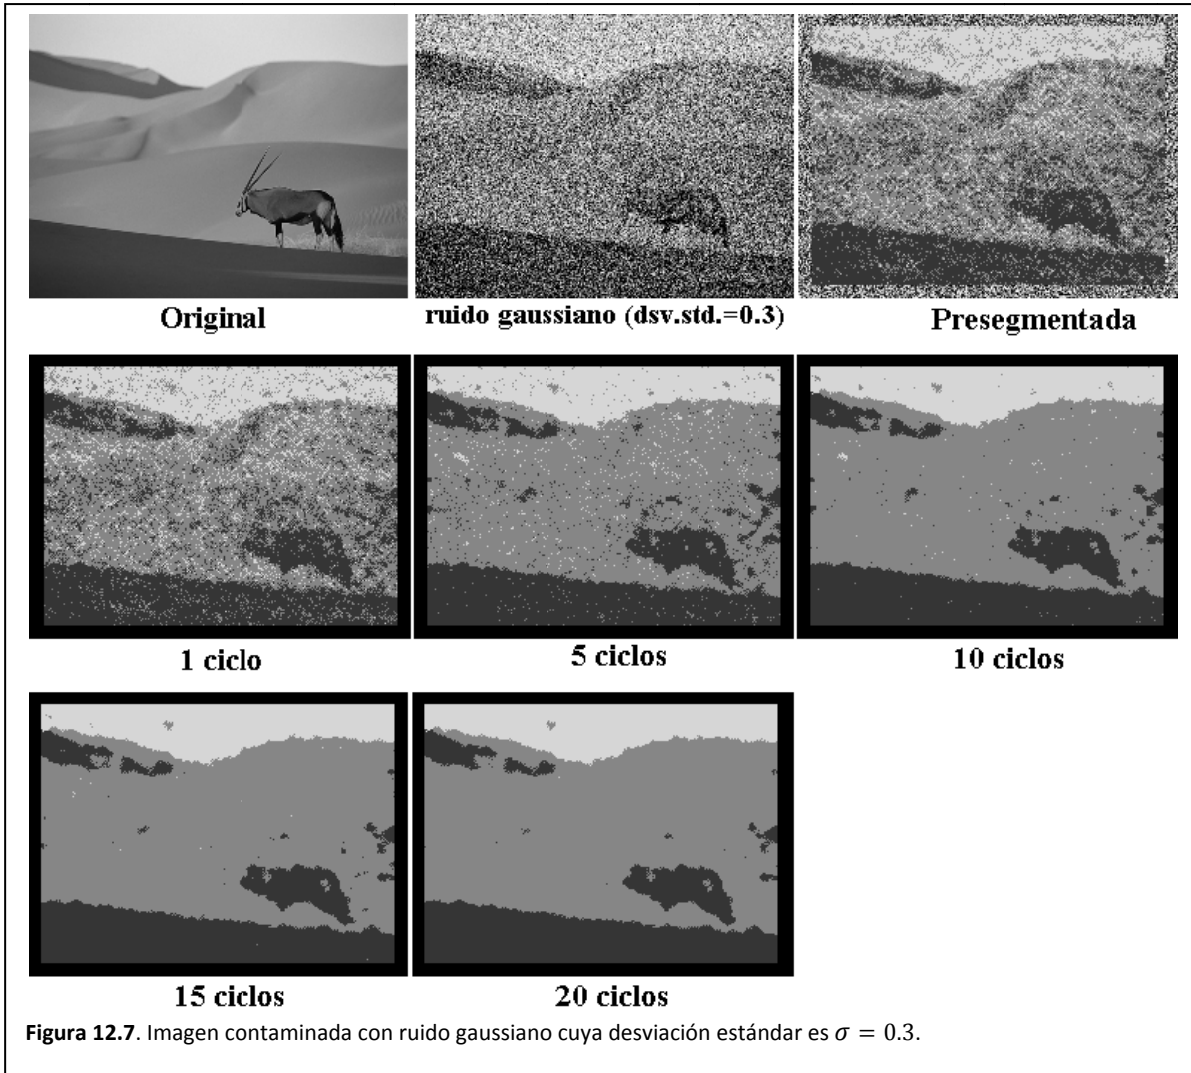 Original
ruido gaussiano (dsv.std.=0.3)
Presegmentada
1 ciclo
5 ciclos
10 ciclos
15 ciclos
20 ciclos
Figura 12.7. Imagen contaminada con ruido gaussiano cuya desviación estándar es σ = 0.3.